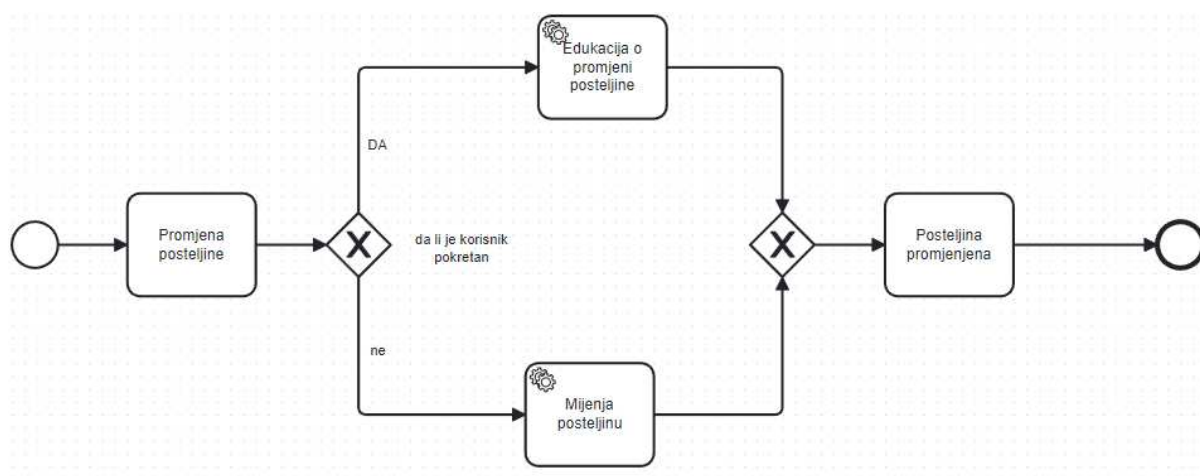 Edukacija o
promjeni
posteljine
DA
Promjena
posteljine
da li je korisnik
pokretan
Posteljina
promjenjena
ne
Mijenja
posteljinu